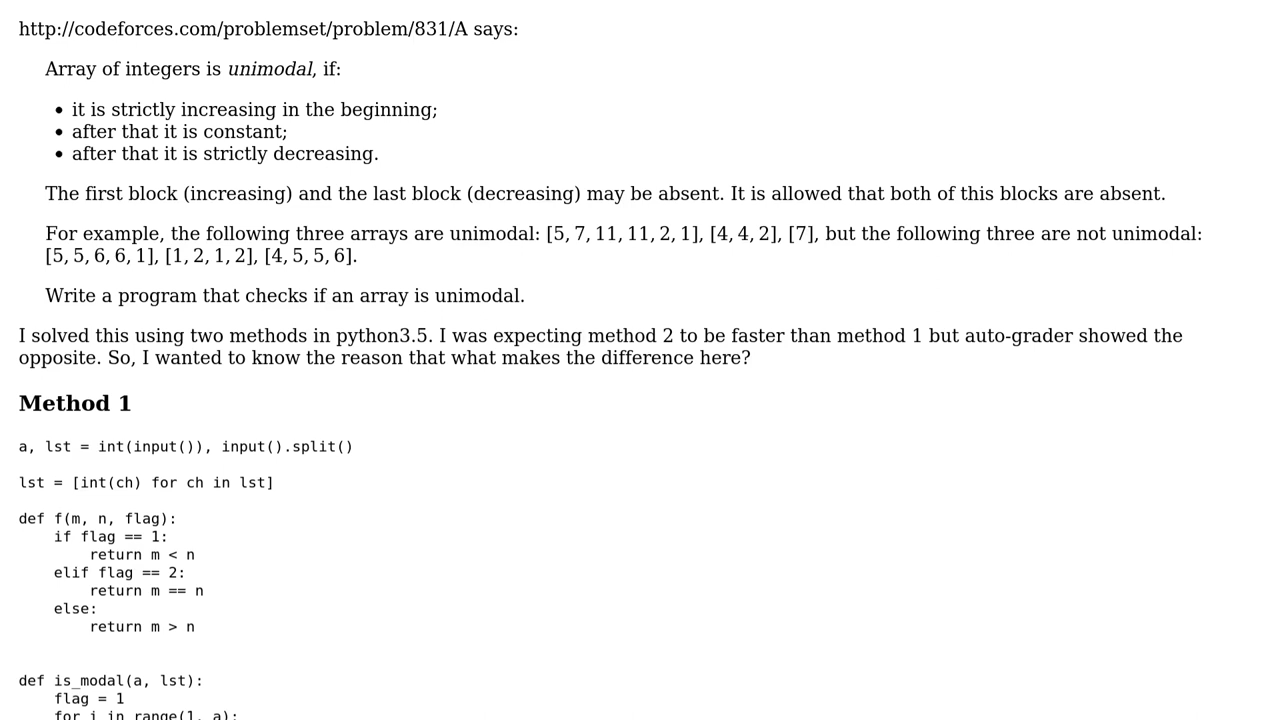 http://codeforces.com/problemset/problem/831/A says:
Array of integers is unimodal, if:
• it is strictly increasing in the beginning;
• after that it is constant;
• after that it is strictly decreasing.
The first block (increasing) and the last block (decreasing) may be absent. It is allowed that both of this blocks are absent.
For example, the following three arrays are unimodal: [5, 7, 11, 11, 2, 1], [4, 4, 2], [7], but the following three are not unimodal:
[5, 5, 6, 6, 1], [1, 2, 1, 2], [4, 5, 5, 6].
Write a program that checks if an array is unimodal.
I solved this using two methods in python3.5. I was expecting method 2 to be faster than method 1 but auto-grader showed the
opposite. So, I wanted to know the reason that what makes the difference here?
Method 1
a, lst = int(input()), input().split()
lst = [int(ch) for ch in lst]
def f(m, n, flag):
    if flag == 1:
        return m < n
    elif flag == 2:
        return m == n
    else:
        return m > n
def is_modal(a, lst):
    flag = 1
    for i in range(1, a):